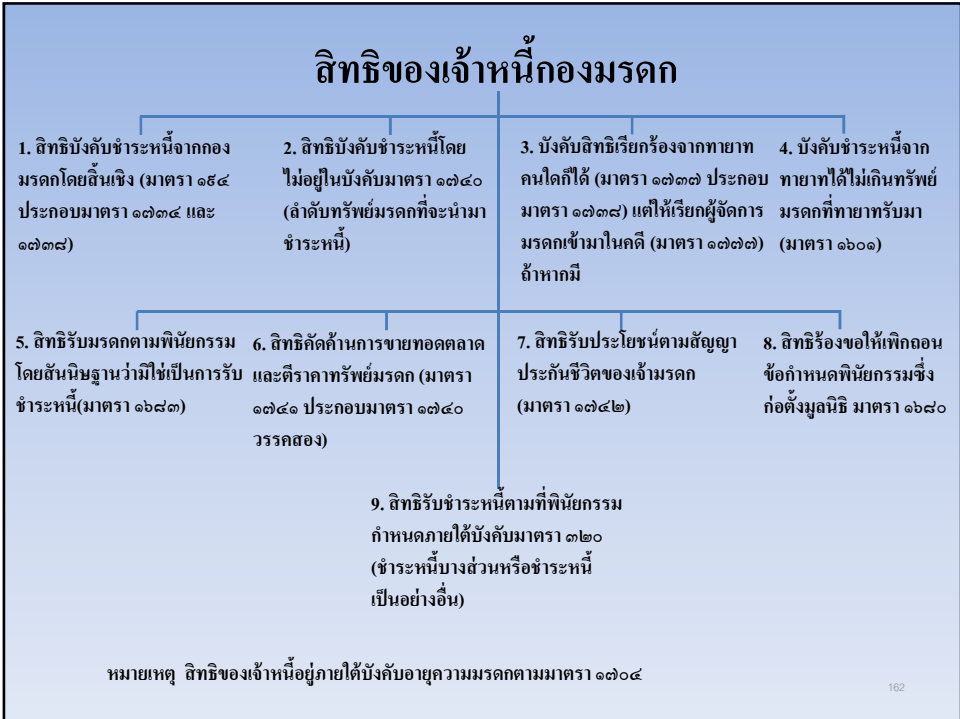 สิทธิของเจ้าหนี้กองมรดก
1. สิทธิบังคับชำระหนี้จากกอง
มรดกโดยสิ้นเชิง (มาตรา ๑๙๔
ประกอบมาตรา ๑๗๓๔ และ
๑๗๓๘)
2. สิทธิบังคับชำระหนี้โดย
ไม่อยู่ในบังคับมาตรา ๑๗๔๐
(ลำดับทรัพย์มรดกที่จะนำมา
ชำระหนี้)
3. บังคับสิทธิเรียกร้องจากทายาท
คนใดก็ได้ (มาตรา ๑๗๓๗ ประกอบ
มาตรา ๑๗๓๘) แต่ให้เรียกผู้จัดการ
มรดกเข้ามาในคดี (มาตรา ๑๗๗๗)
ถ้าหากมี
4. บังคับชำระหนี้จาก
ทายาทได้ไม่เกินทรัพย์
มรดกที่ทายาทรับมา
(มาตรา ๑๖๐๑)
5. สิทธิรับมรดกตามพินัยกรรม
โดยสันนิษฐานว่ามิใช่เป็นการรับ
ชำระหนี้(มาตรา ๑๖๘๓)
6. สิทธิคัดค้านการขายทอดตลาด
และตีราคาทรัพย์มรดก (มาตรา
๑๗๔๑ ประกอบมาตรา ๑๗๔๐
วรรคสอง)
7. สิทธิรับประโยชน์ตามสัญญา
ประกันชีวิตของเจ้ามรดก
(มาตรา ๑๗๔๒)
8. สิทธิร้องขอให้เพิกถอน
ข้อกำหนดพินัยกรรมซึ่ง
ก่อตั้งมูลนิธิ มาตรา ๑๖๘๐
9. สิทธิรับชำระหนี้ตามที่พินัยกรรม
กำหนดภายใต้บังคับมาตรา ๓๒๐
(ชำระหนี้บางส่วนหรือชำระหนี้
เป็นอย่างอื่น)
หมายเหตุ สิทธิของเจ้าหนี้อยู่ภายใต้บังคับอายุความมรดกตามมาตรา ๑๗๐๔
162